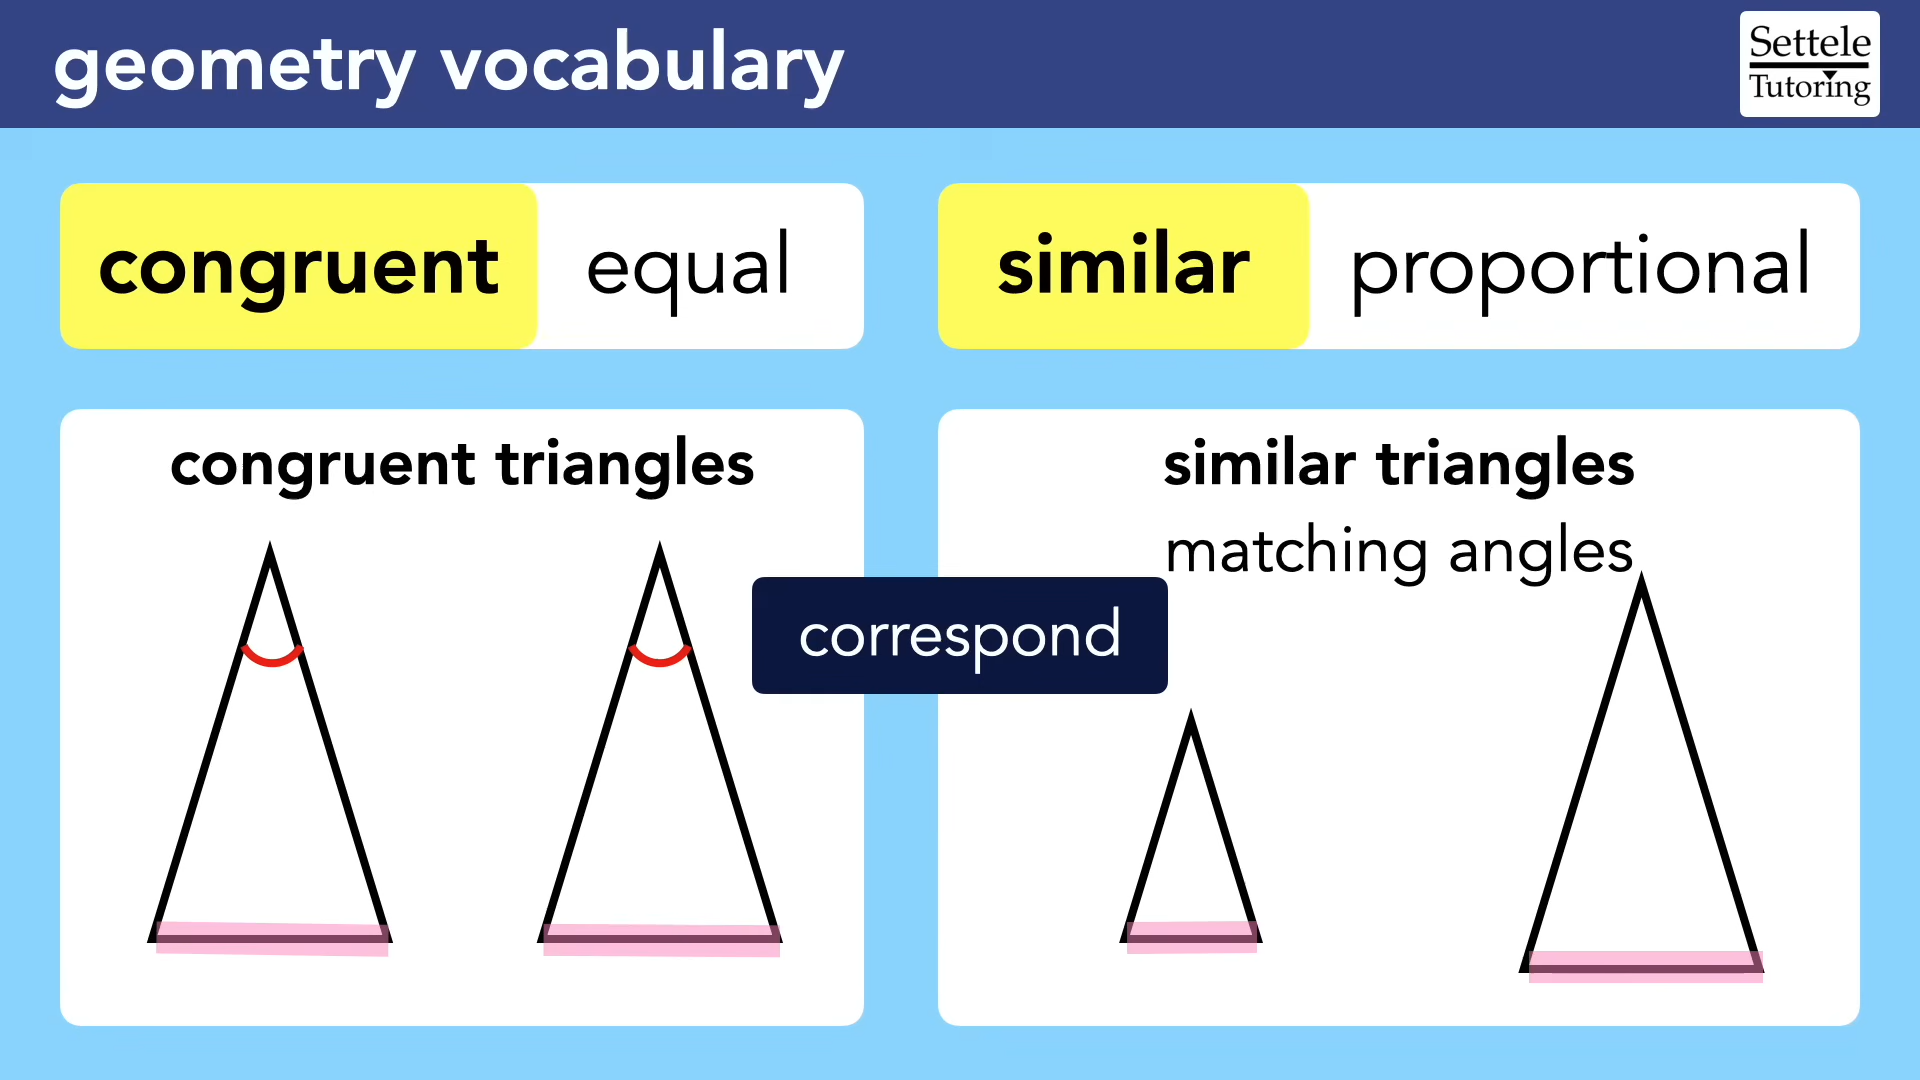 geometry vocabulary
Settele
Tutoring
congruent equal
similar proportional
congruent triangles
similar triangles
matching angles
correspond